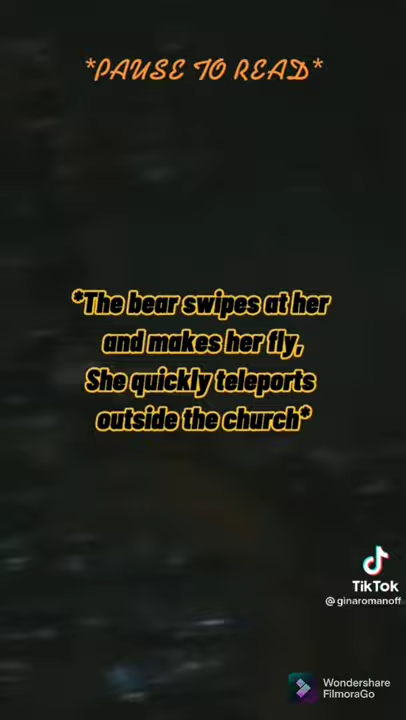 *PAUSE TO READ*
*The bear swipes at her
and makes her fly,
She quickly teleports
outside the church*
TikTok
@ginaromanoff
Wondershare
FilmoraGo